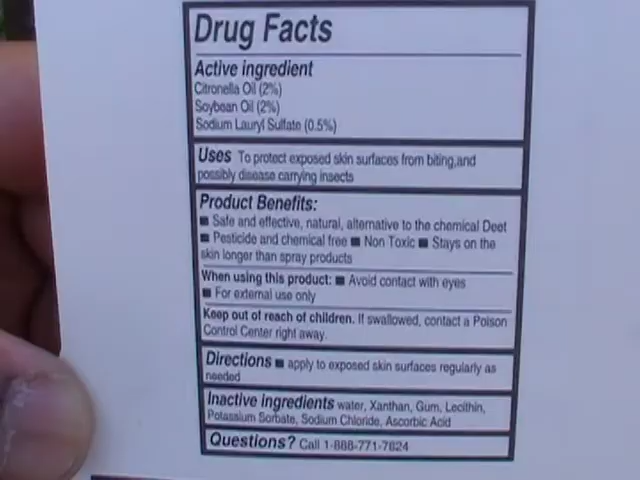 Drug Facts
Active ingredient
Citronella Oil (2%)
Soybean Oil (2%)
Sodium Lauryl Sulfate (0.5%)
Uses To protect exposed skin surfaces from biting,and
possibly disease carrying insects
Product Benefits:
■ Safe and effective, natural, alternative to the chemical Deet
■ Pesticide and chemical free ■ Non Toxic ■ Stays on the
skin longer than spray products
When using this product: ■ Avoid contact with eyes
■ For external use only
Keep out of reach of children. If swallowed, contact a Poison
Control Center right away.
Directions ■ apply to exposed skin surfaces regularly as
needed
Inactive ingredients water, Xanthan, Gum, Lecithin,
Potassium Sorbate, Sodium Chloride, Ascorbic Acid
Questions? Call 1-888-771-7624